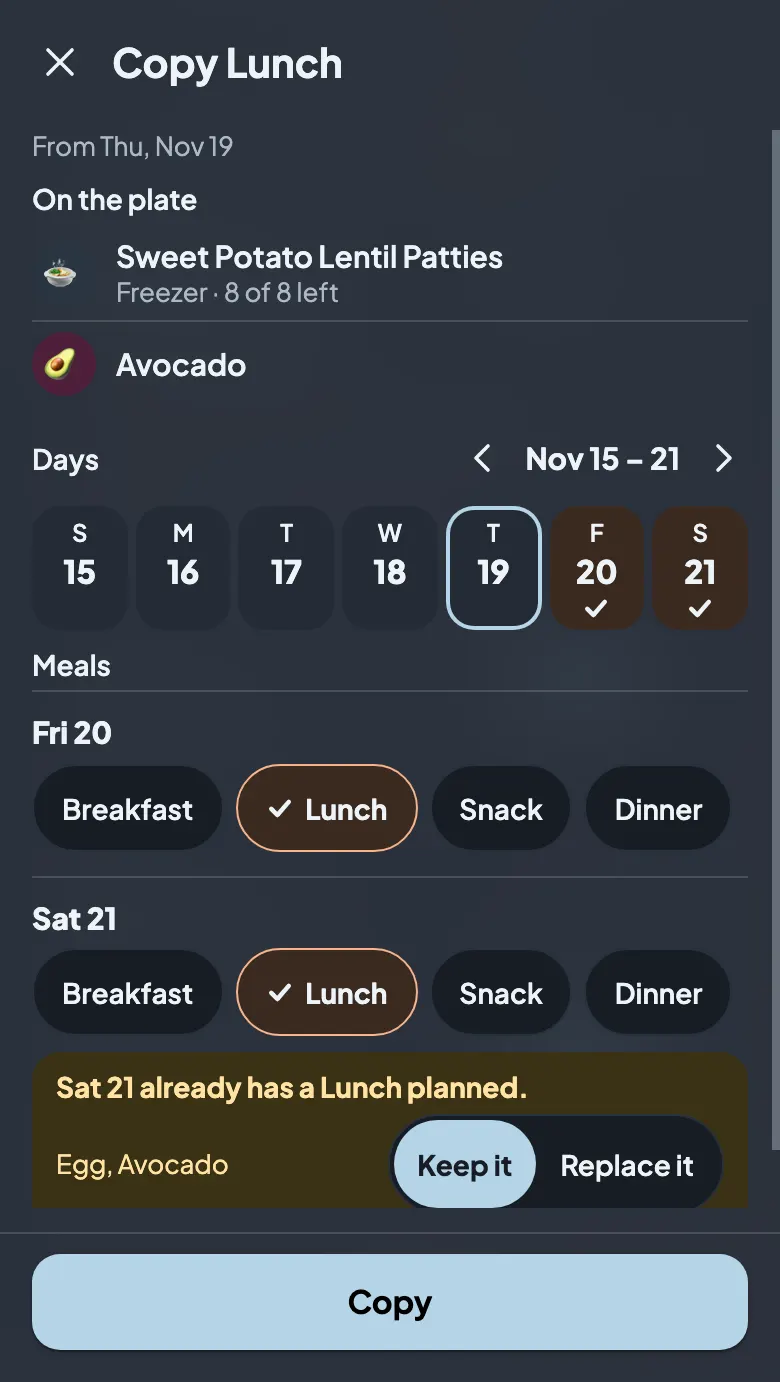 Copy Lunch
From Thu, Nov 19
On the plate
Sweet Potato Lentil Patties
Freezer · 8 of 8 left
Avocado
Days Nov 15 – 21
S M T W T F S
15 16 17 18 19 20 21
Meals
Fri 20
Breakfast Lunch Snack Dinner
Sat 21
Breakfast Lunch Snack Dinner
Sat 21 already has a Lunch planned.
Egg, Avocado Keep it Replace it
Copy